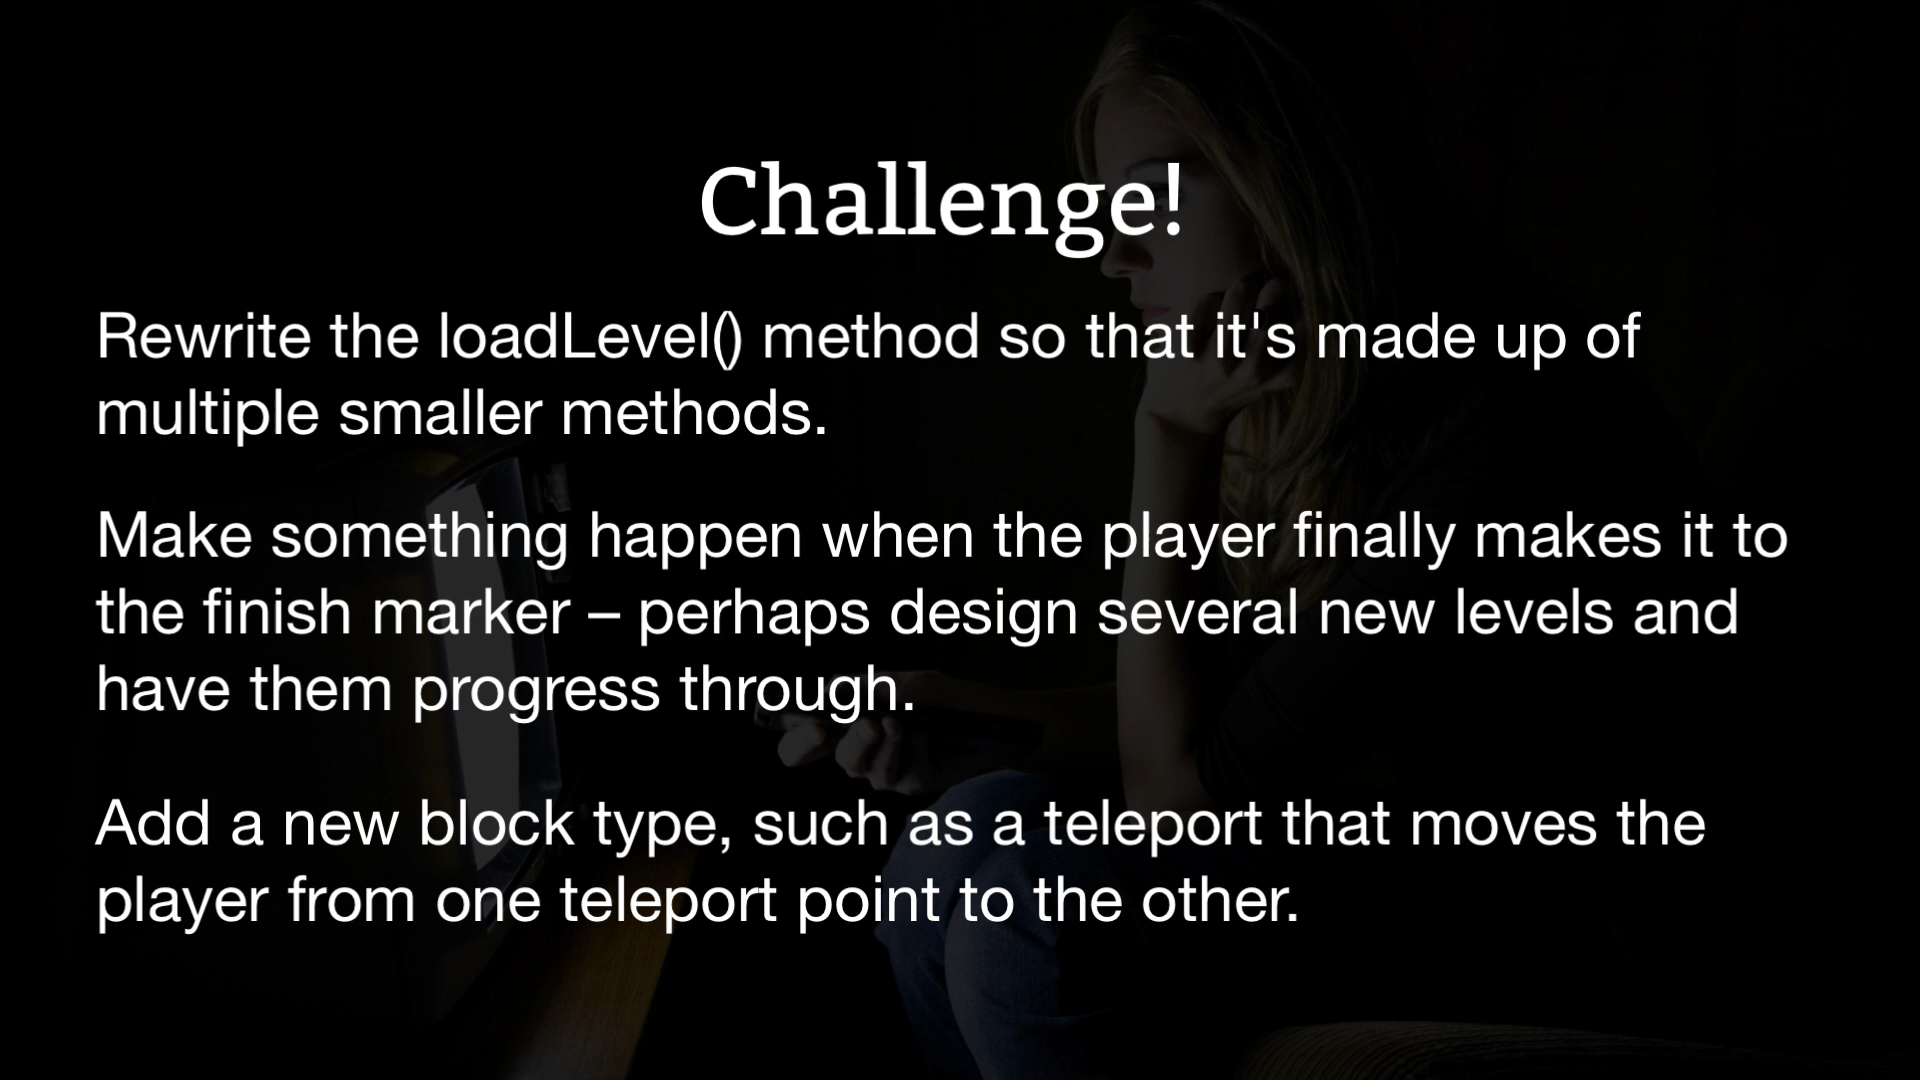 Challenge!
Rewrite the loadLevel() method so that it's made up of
multiple smaller methods.
Make something happen when the player finally makes it to
the finish marker – perhaps design several new levels and
have them progress through.
Add a new block type, such as a teleport that moves the
player from one teleport point to the other.